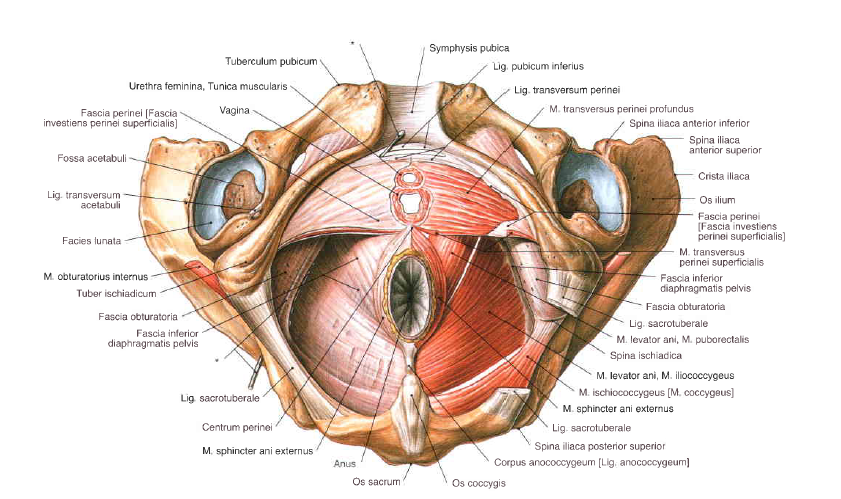 *
Symphysis pubica
Tuberculum pubicum
Lig. pubicum inferius
Urethra feminina, Tunica muscularis
Lig. transversum perinei
Fascia perinei [Fascia
investiens perinei superficialis]
Vagina
M. transversus perinei profundus
Spina iliaca anterior inferior
Spina iliaca
anterior superior
Fossa acetabuli
Crista iliaca
Lig. transversum
acetabuli
Os ilium
Fascia perinei
[Fascia investiens
perinei superficialis]
Facies lunata
M. transversus
perinei superficialis
M. obturatorius internus
Fascia inferior
diaphragmatis pelvis
Tuber ischiadicum
Fascia obturatoria
Fascia obturatoria
Lig. sacrotuberale
Fascia inferior
diaphragmatis pelvis
M. levator ani, M. puborectalis
Spina ischiadica
*
M. levator ani, M. iliococcygeus
Lig. sacrotuberale
M. ischiococcygeus [M. coccygeus]
M. sphincter ani externus
Centrum perinei
Lig. sacrotuberale
M. sphincter ani externus
Spina iliaca posterior superior
Anus
Corpus anococcygeum [Lig. anococcygeum]
Os sacrum
Os coccygis